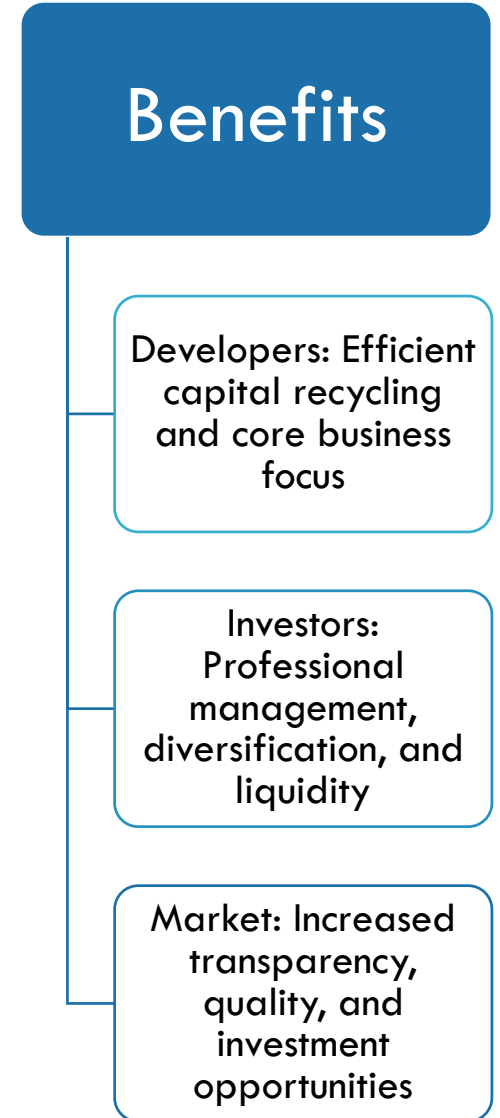 Benefits
Developers: Efficient
capital recycling
and core business
focus
Investors:
Professional
management,
diversification, and
liquidity
Market: Increased
transparency,
quality, and
investment
opportunities